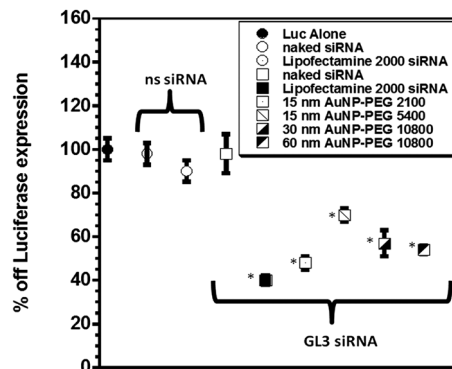 % off Luciferase expression
160
140
120
100
80
60
40
20
0
ns siRNA
Luc Alone
naked siRNA
Lipofectamine 2000 siRNA
naked siRNA
Lipofectamine 2000 siRNA
15 nm AuNP-PEG 2100
15 nm AuNP-PEG 5400
30 nm AuNP-PEG 10800
60 nm AuNP-PEG 10800
* * * * *
GL3 siRNA